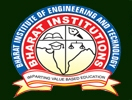 BHARAT INSTITUTE OF ENGINEERING AND TECHNOLOGY
BHARAT INSTITUTIONS
IMPARTING VALUE BASED EDUCATION